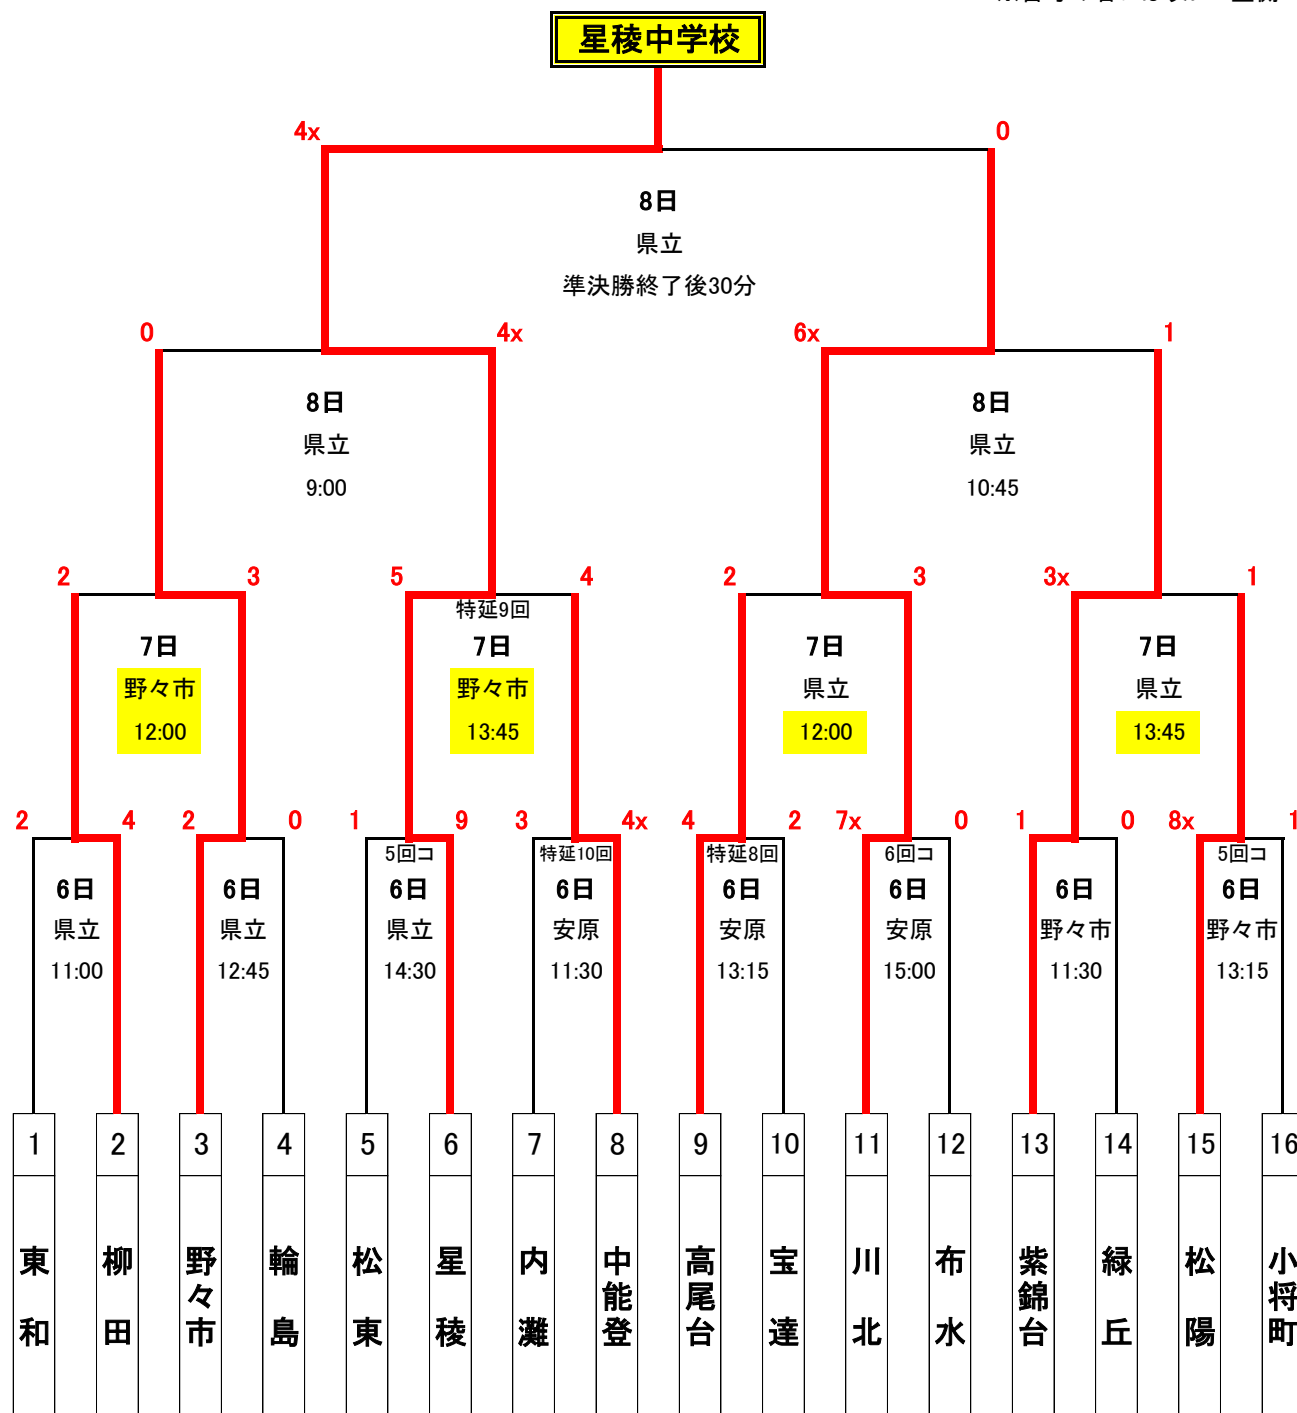 星稜中学校
4x 0
8日
県立
準決勝終了後30分
0 4x 6x 1
8日 8日
県立 県立
9:00 10:45
2 3 5 4 2 3 3x 1
特延9回
7日 7日 7日 7日
野々市 野々市 県立 県立
12:00 13:45 12:00 13:45
2 4 2 0 1 9 3 4x 4 2 7x 0 1 0 8x 1
5回コ 特延10回 特延8回 6回コ 5回コ
6日 6日 6日 6日 6日 6日 6日 6日
県立 県立 県立 安原 安原 安原 野々市 野々市
11:00 12:45 14:30 11:30 13:15 15:00 11:30 13:15
1 2 3 4 5 6 7 8 9 10 11 12 13 14 15 16
東和
柳田
野々市
輪島
松東
星稜
内灘
中能登
高尾台
宝達
川北
布水
紫錦台
緑丘
松陽
小将町